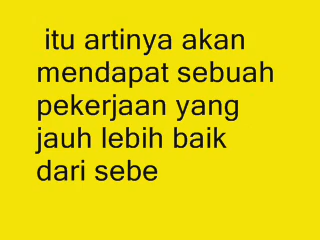 itu artinya akan
mendapat sebuah
pekerjaan yang
jauh lebih baik
dari sebe